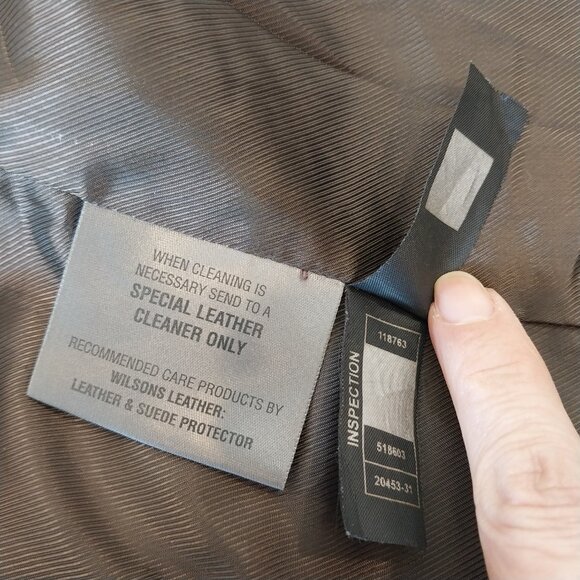 WHEN CLEANING IS
NECESSARY SEND TO A
SPECIAL LEATHER
CLEANER ONLY
RECOMMENDED CARE PRODUCTS BY
WILSONS LEATHER:
LEATHER & SUEDE PROTECTOR
INSPECTION
118763
518603
20453-31